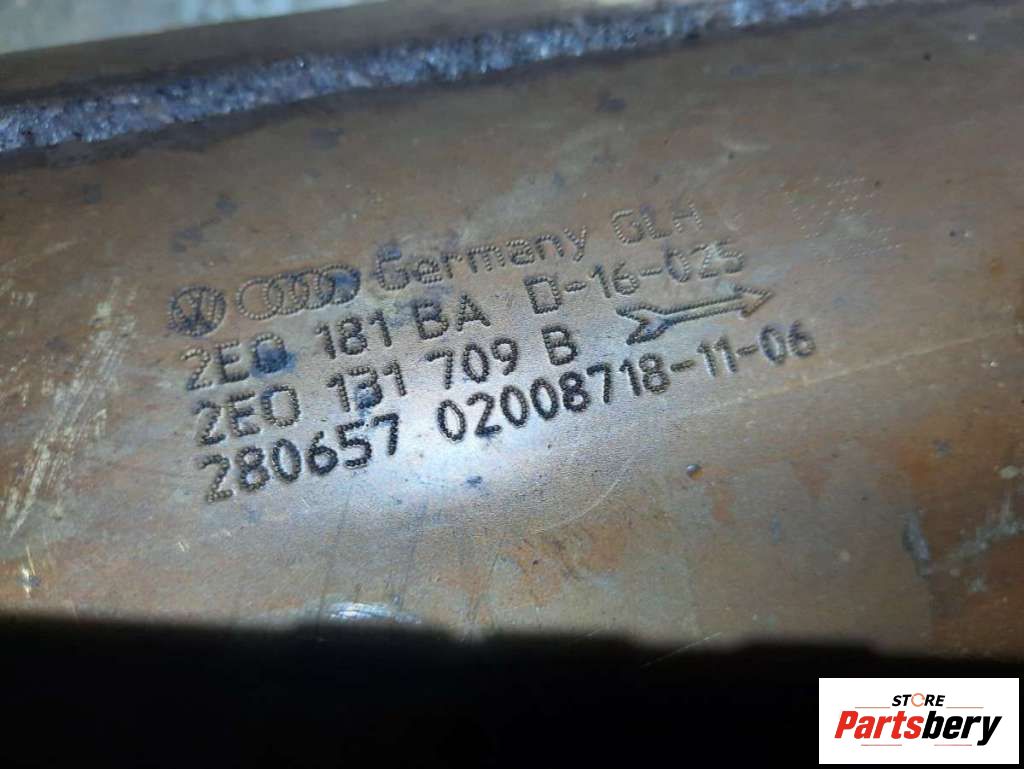 Germany GLH
2E0 181 BA D-16-025
2E0 131 709 B
280657 02008718-11-06
STORE
Partsbery